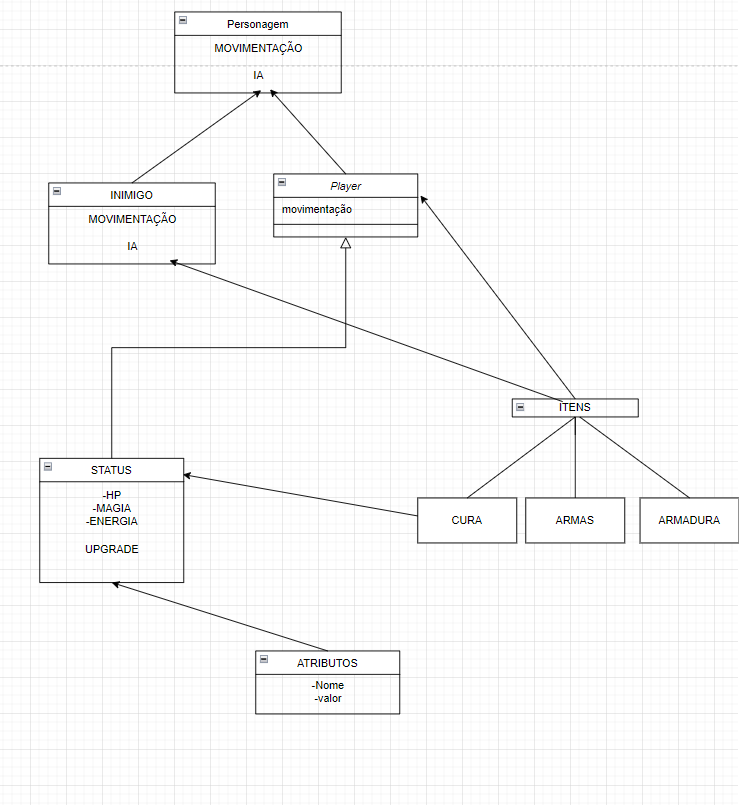 Personagem
MOVIMENTAÇÃO
IA
INIMIGO
MOVIMENTAÇÃO
IA
Player
movimentação
ITENS
STATUS
-HP
-MAGIA
-ENERGIA
UPGRADE
CURA
ARMAS
ARMADURA
ATRIBUTOS
-Nome
-valor